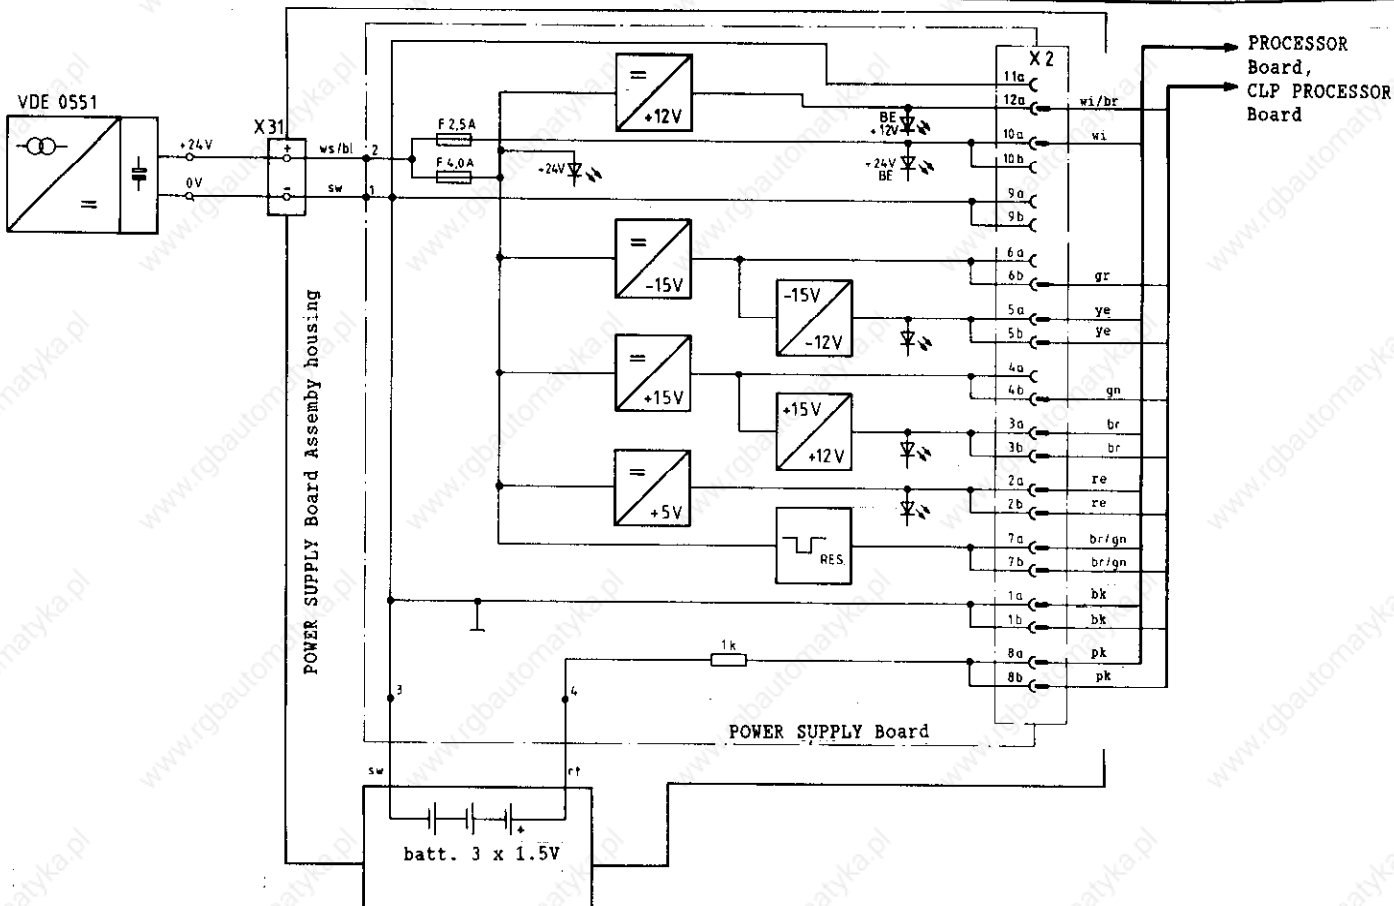 PROCESSOR
Board,
CLP PROCESSOR
Board
X2
VDE 0551
X31
+24V
0V
+
-
ws/bl
sw
2
1
F 2,5A
F 4,0A
=
+12V
BE
+12V
+24V
-24V
BE
11a
12a
wi/br
10a
wi
10b
9a
9b
=
-15V
-15V
-12V
6a
6b
gr
5a
ye
5b
ye
=
+15V
+15V
+12V
4a
4b
gn
3a
br
3b
br
=
+5V
2a
re
2b
re
RES.
7a
br/gn
7b
br/gn
1a
bk
1b
bk
1k
8a
pk
8b
pk
3
4
POWER SUPPLY Board Assemby housing
POWER SUPPLY Board
sw
rt
+
batt. 3 x 1.5V
www.rgbautomatyka.pl